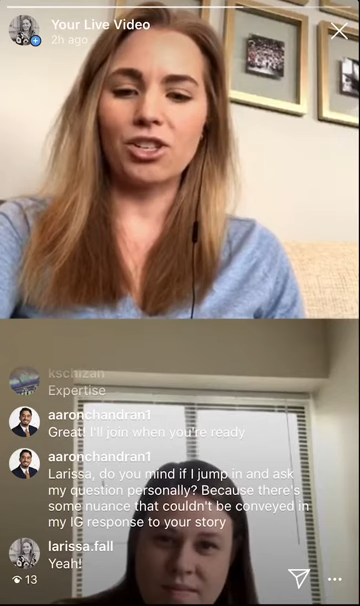 Your Live Video
2h ago
kschizan
Expertise
aaronchandran1
Great! I'll join when you're ready
aaronchandran1
Larissa, do you mind if I jump in and ask
my question personally? Because there's
some nuance that couldn't be conveyed in
my IG response to your story
larissa.fall
Yeah!
13